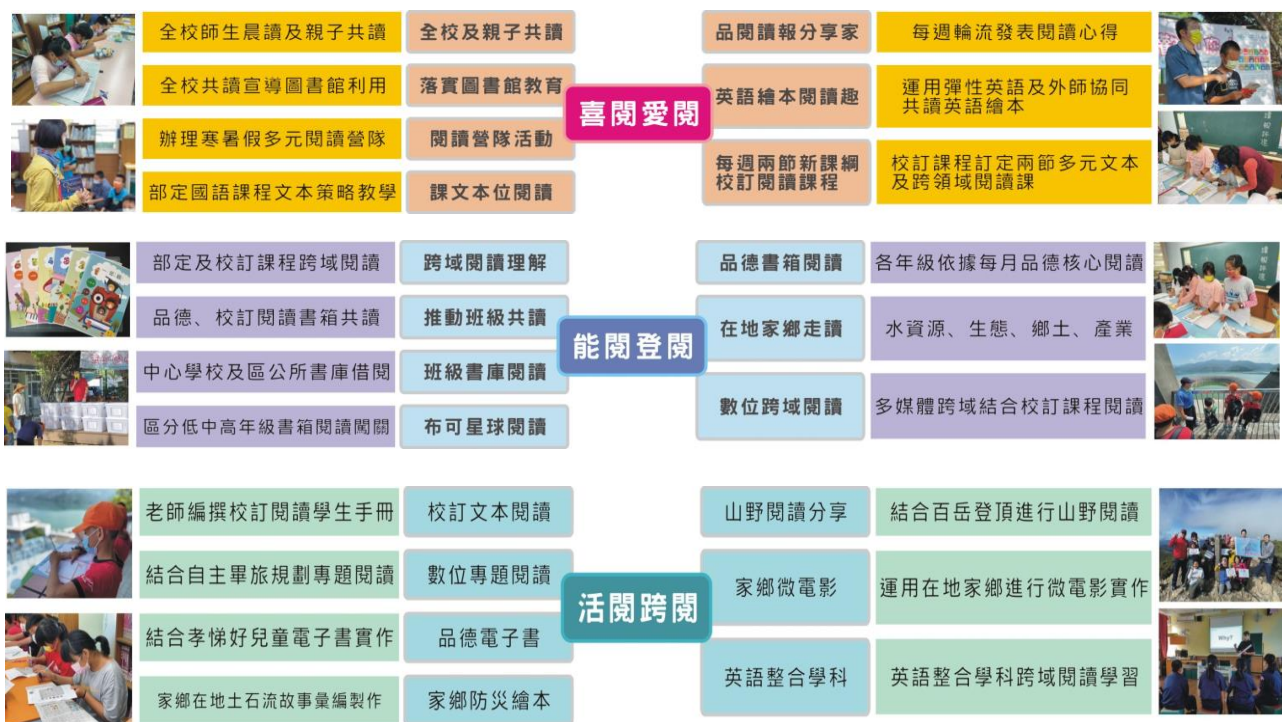 全校師生晨讀及親子共讀
全校及親子共讀
全校共讀宣導圖書館利用
落實圖書館教育
辦理寒暑假多元閱讀營隊
閱讀營隊活動
部定國語課程文本策略教學
課文本位閱讀
喜閱愛閱
品閱讀報分享家
每週輪流發表閱讀心得
英語繪本閱讀趣
運用彈性英語及外師協同
共讀英語繪本
每週兩節新課綱
校訂閱讀課程
校訂課程訂定兩節多元文本
及跨領域閱讀課
部定及校訂課程跨域閱讀
跨域閱讀理解
品德、校訂閱讀書箱共讀
推動班級共讀
中心學校及區公所書庫借閱
班級書庫閱讀
區分低中高年級書箱閱讀闖關
布可星球閱讀
能閱登閱
品德書箱閱讀
各年級依據每月品德核心閱讀
在地家鄉走讀
水資源、生態、鄉土、產業
數位跨域閱讀
多媒體跨域結合校訂課程閱讀
老師編撰校訂閱讀學生手冊
校訂文本閱讀
結合自主畢旅規劃專題閱讀
數位專題閱讀
結合孝悌好兒童電子書實作
品德電子書
家鄉在地土石流故事彙編製作
家鄉防災繪本
活閱跨閱
山野閱讀分享
結合百岳登頂進行山野閱讀
家鄉微電影
運用在地家鄉進行微電影實作
英語整合學科
英語整合學科跨域閱讀學習
Why?